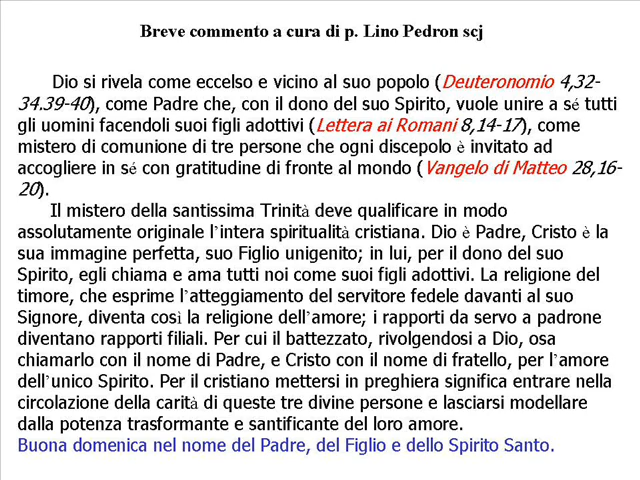 Breve commento a cura di p. Lino Pedron scj
Dio si rivela come eccelso e vicino al suo popolo (Deuteronomio 4,32-
34.39-40), come Padre che, con il dono del suo Spirito, vuole unire a sé tutti
gli uomini facendoli suoi figli adottivi (Lettera ai Romani 8,14-17), come
mistero di comunione di tre persone che ogni discepolo è invitato ad
accogliere in sé con gratitudine di fronte al mondo (Vangelo di Matteo 28,16-
20).
Il mistero della santissima Trinità deve qualificare in modo
assolutamente originale l'intera spiritualità cristiana. Dio è Padre, Cristo è la
sua immagine perfetta, suo Figlio unigenito; in lui, per il dono del suo
Spirito, egli chiama e ama tutti noi come suoi figli adottivi. La religione del
timore, che esprime l'atteggiamento del servitore fedele davanti al suo
Signore, diventa così la religione dell'amore; i rapporti da servo a padrone
diventano rapporti filiali. Per cui il battezzato, rivolgendosi a Dio, osa
chiamarlo con il nome di Padre, e Cristo con il nome di fratello, per l'amore
dell'unico Spirito. Per il cristiano mettersi in preghiera significa entrare nella
circolazione della carità di queste tre divine persone e lasciarsi modellare
dalla potenza trasformante e santificante del loro amore.
Buona domenica nel nome del Padre, del Figlio e dello Spirito Santo.